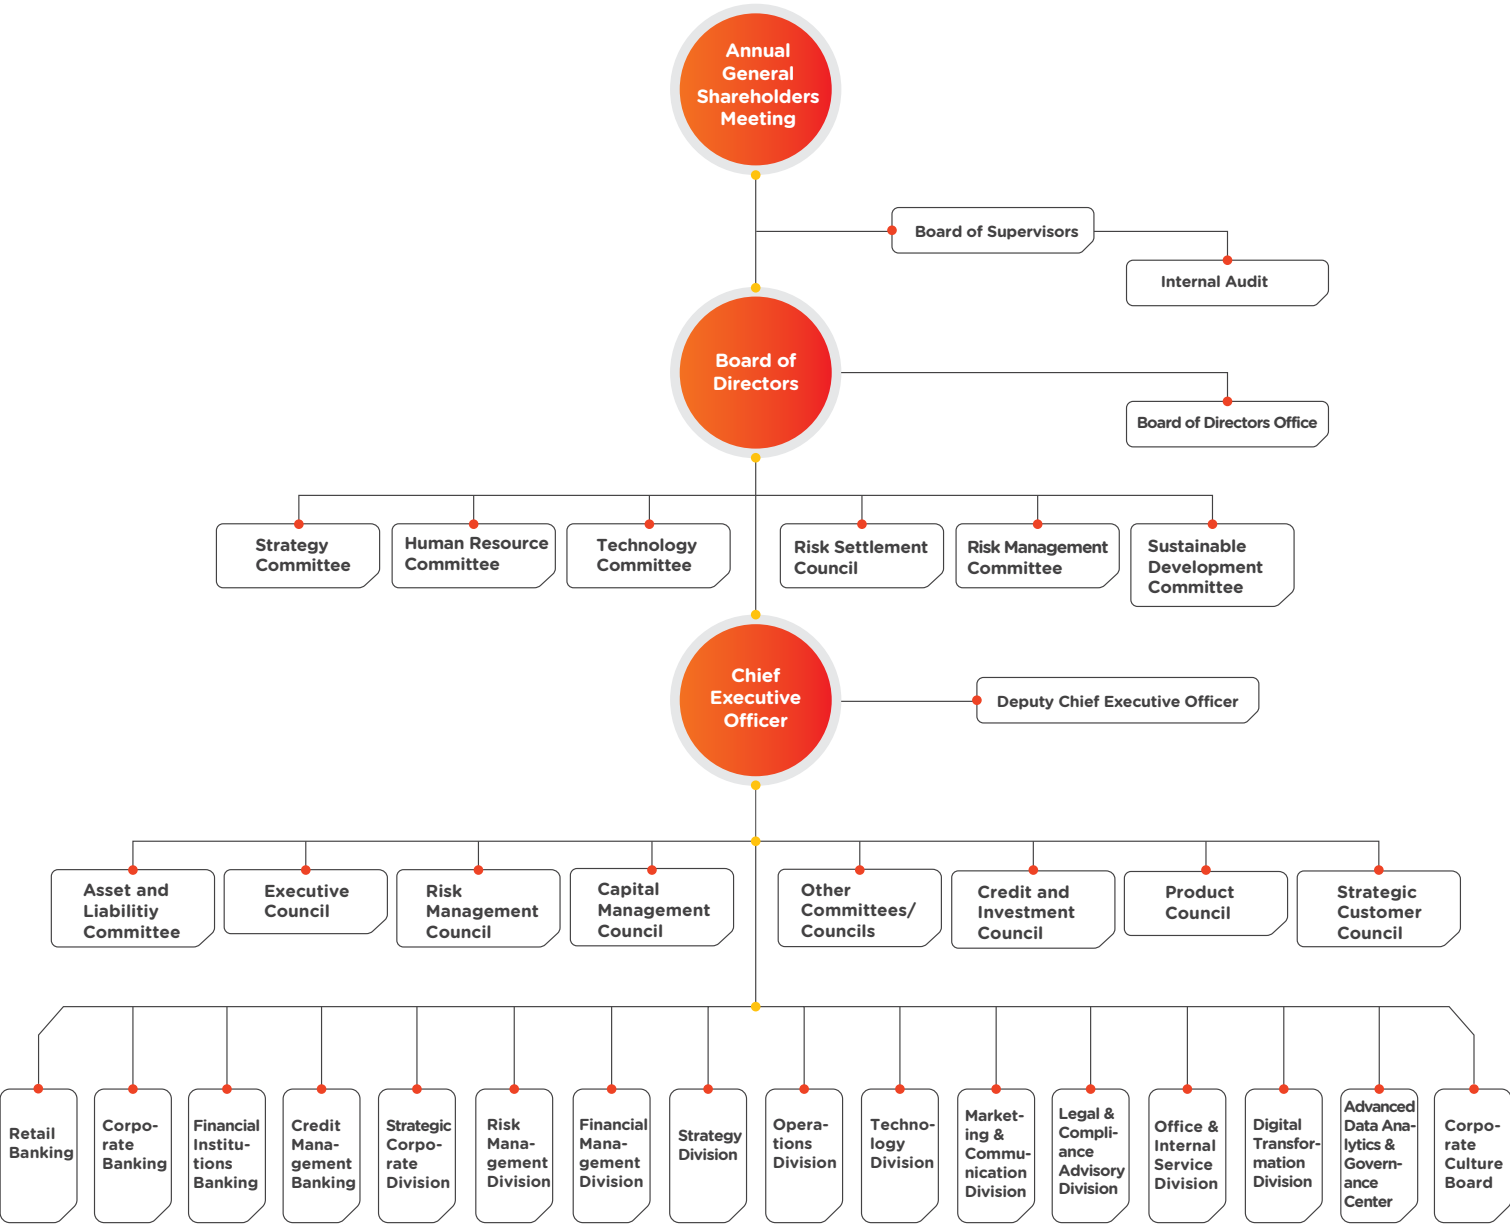 Annual
General
Shareholders
Meeting
Board of Supervisors
Internal Audit
Board of
Directors
Board of Directors Office
Strategy
Committee
Human Resource
Committee
Technology
Committee
Risk Settlement
Council
Risk Management
Committee
Sustainable
Development
Committee
Chief
Executive
Officer
Deputy Chief Executive Officer
Asset and
Liabilitiy
Committee
Executive
Council
Risk
Management
Council
Capital
Management
Council
Other
Committees/
Councils
Credit and
Investment
Council
Product
Council
Strategic
Customer
Council
Retail
Banking
Corpo-
rate
Banking
Financial
Institu-
tions
Banking
Credit
Mana-
gement
Banking
Strategic
Corpo-
rate
Division
Risk
Mana-
gement
Division
Financial
Mana-
gement
Division
Strategy
Division
Opera-
tions
Division
Techno-
logy
Division
Market-
ing &
Commu-
nication
Division
Legal &
Compli-
ance
Advisory
Division
Office &
Internal
Service
Division
Digital
Transfor-
mation
Division
Advanced
Data Ana-
lytics &
Govern-
ance
Center
Corpo-
rate
Culture
Board